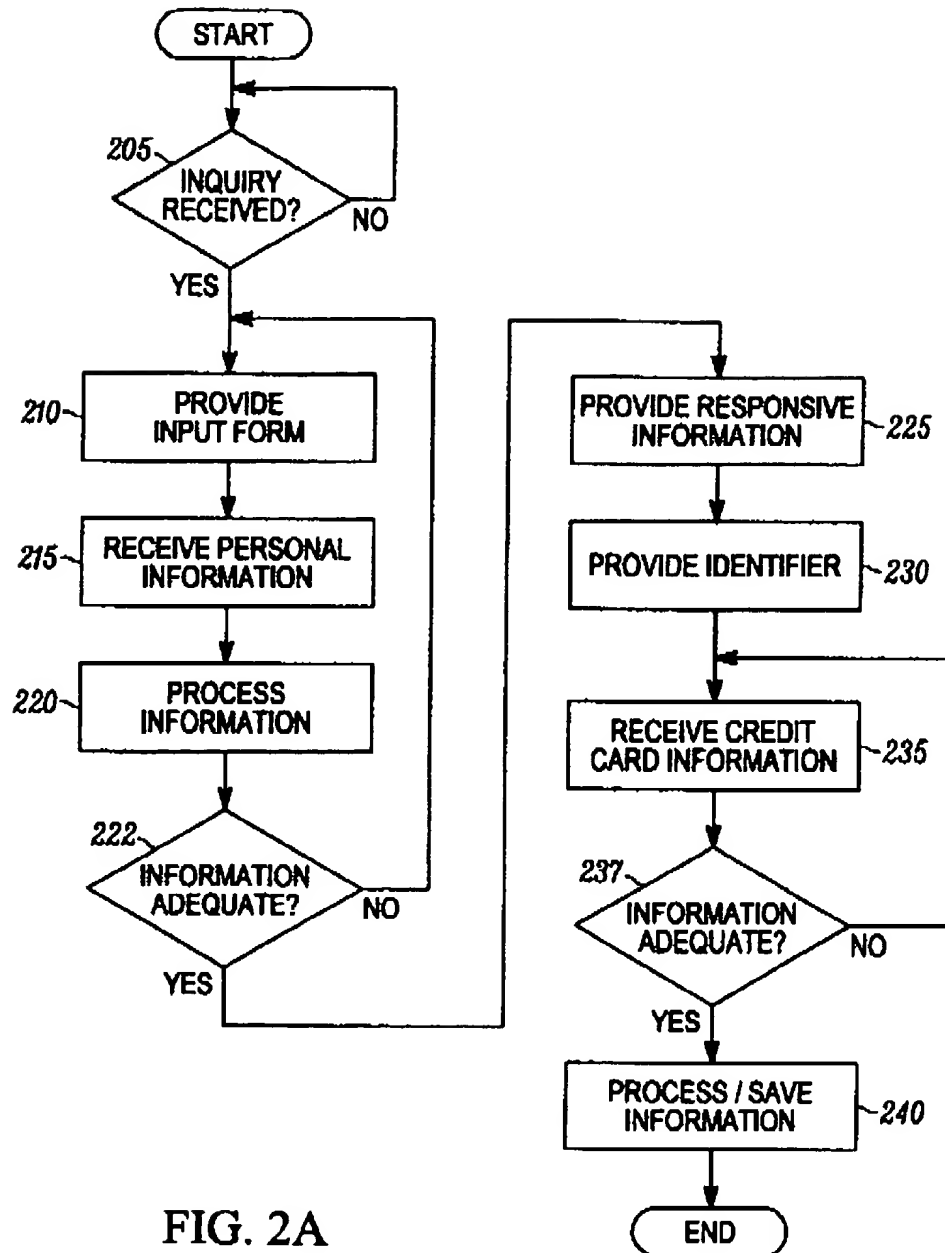 START
205
INQUIRY
RECEIVED?
NO
YES
210
PROVIDE
INPUT FORM
215
RECEIVE PERSONAL
INFORMATION
220
PROCESS
INFORMATION
222
INFORMATION
ADEQUATE?
NO
YES
PROVIDE RESPONSIVE
INFORMATION
225
PROVIDE IDENTIFIER
230
RECEIVE CREDIT
CARD INFORMATION
235
237
INFORMATION
ADEQUATE?
NO
YES
PROCESS / SAVE
INFORMATION
240
END
FIG. 2A